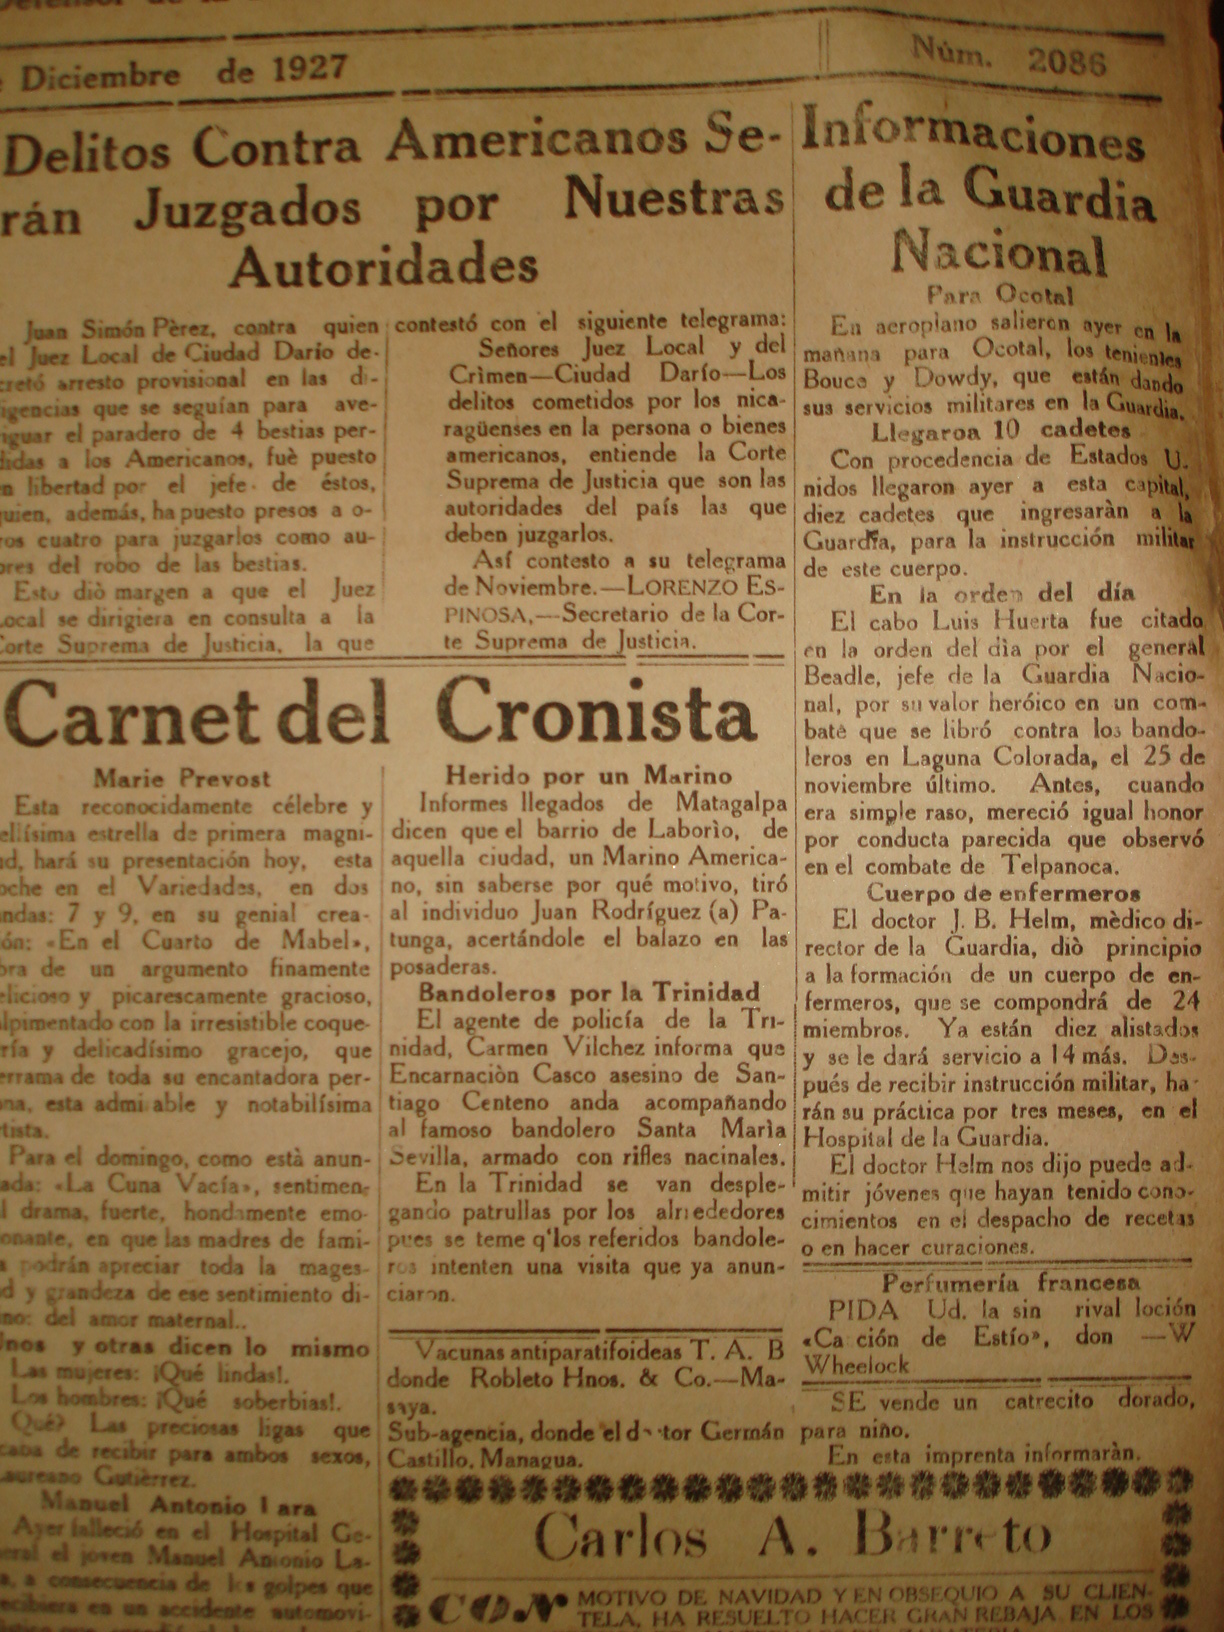 Diciembre de 1927
Núm. 2086
Delitos Contra Americanos Se-
rán Juzgados por Nuestras
Autoridades
Juan Simón Pèrez, contra quien
el Juez Local de Ciudad Darío de-
cretó arresto provisional en las di-
igencias que se seguían para ave-
iguar el paradero de 4 bestias per-
didas a los Americanos, fuè puesto
en libertad por el jefe de éstos,
quien, además, ha puesto presos a o-
ros cuatro para juzgarlos como au-
ores del robo de las bestias.
Esto diò margen a que el Juez
Local se dirigiera en consulta a la
Corte Suprema de Justicia, la que
contestó con el siguiente telegrama:
Señores Juez Local y del
Crìmen—Ciudad Darío—Los
delitos cometidos por los nica-
ragüenses en la persona o bienes
americanos, entiende la Corte
Suprema de Justicia que son las
autoridades del país las que
deben juzgarlos.
Así contesto a su telegrama
de Noviembre.—LORENZO ES-
PINOSA,—Secretario de la Cor-
te Suprema de Justicia.
Carnet del Cronista
Marie Prevost
Esta reconocidamente célebre y
ellísima estrella de primera magni-
ud, hará su presentación hoy, esta
oche en el Variedades, en dos
andas: 7 y 9, en su genial crea-
ión: «En el Cuarto de Mabel»,
bra de un argumento finamente
elicioso y picarescamente gracioso,
alpimentado con la irresistible coque-
ría y delicadísimo gracejo, que
errama de toda su encantadora per-
ona, esta admi able y notabilísima
rtista.
Para el domingo, como està anun-
ada: «La Cuna Vacía», sentimen-
l drama, fuerte, hondamente emo-
onante, en que las madres de fami-
a podrán apreciar toda la mages-
d y grandeza de ese sentimiento di-
ino: del amor maternal..
Unos y otras dicen lo mismo
Las mujeres: ¡Qué lindas!.
Los hombres: ¡Qué soberbias!.
Qué? Las preciosas ligas que
caba de recibir para ambos sexos,
Laureano Gutièrrez.
Manuel Antonio Lara
Ayer falleció en el Hospital Ge-
neral el joven Manuel Antonio La-
a, a consecuencia de los golpes que
recibiera en un accidente automovi-
Herido por un Marino
Informes llegados de Matagalpa
dicen que el barrio de Laborìo, de
aquella ciudad, un Marino America-
no, sin saberse por qué motivo, tiró
al individuo Juan Rodríguez (a) Pa-
tunga, acertándole el balazo en las
posaderas.
Bandoleros por la Trinidad
El agente de policía de la Tri-
nidad, Carmen Vilchez informa que
Encarnaciòn Casco asesino de San-
tiago Centeno anda acompañando
al famoso bandolero Santa Marìa
Sevilla, armado con rifles nacinales.
En la Trinidad se van desple-
gando patrullas por los alrededores
pues se teme q'los referidos bandole-
ros intenten una visita que ya anun-
ciaron.
Vacunas antiparatifoideas T. A. B
donde Robleto Hnos. & Co.—Ma-
saya.
Sub-agencia, donde el doctor Germán
Castillo. Managua.
Informaciones
de la Guardia
Nacional
Para Ocotal
En aeroplano salieron ayer en la
mañana para Ocotal, los tenientes
Bouce y Dowdy, que están dando
sus servicios militares en la Guardia.
Llegaroa 10 cadetes
Con procedencia de Estados U.
nidos llegaron ayer a esta capital,
diez cadetes que ingresaràn a la
Guardia, para la instrucción militar
de este cuerpo.
En la orden del día
El cabo Luis Huerta fue citado
en la orden del dìa por el general
Beadle, jefe de la Guardia Nacio-
nal, por su valor heróico en un com-
batè que se libró contra los bando-
leros en Laguna Colorada, el 25 de
noviembre último. Antes, cuando
era simple raso, mereció igual honor
por conducta parecida que observó
en el combate de Telpanoca.
Cuerpo de enfermeros
El doctor J. B. Helm, mèdico di-
rector de la Guardia, diò principio
a la formación de un cuerpo de en-
fermeros, que se compondrá de 24
miembros. Ya están diez alistados
y se le dará servicio a 14 más. Des-
pués de recibir instrucción militar, ha-
rán su práctica por tres meses, en el
Hospital de la Guardia.
El doctor Helm nos dijo puede ad-
mitir jóvenes que hayan tenido cono-
cimientos en el despacho de recetas
o en hacer curaciones.
Perfumería francesa
PIDA Ud. la sin rival loción
«Ca ción de Estío», don —W
Wheelock
SE vende un catrecito dorado,
para niño.
En esta imprenta informaràn.
Carlos A. Barreto
CON MOTIVO DE NAVIDAD Y EN OBSEQUIO A SU CLIEN-
TELA, HA RESUELTO HACER GRAN REBAJA EN LOS